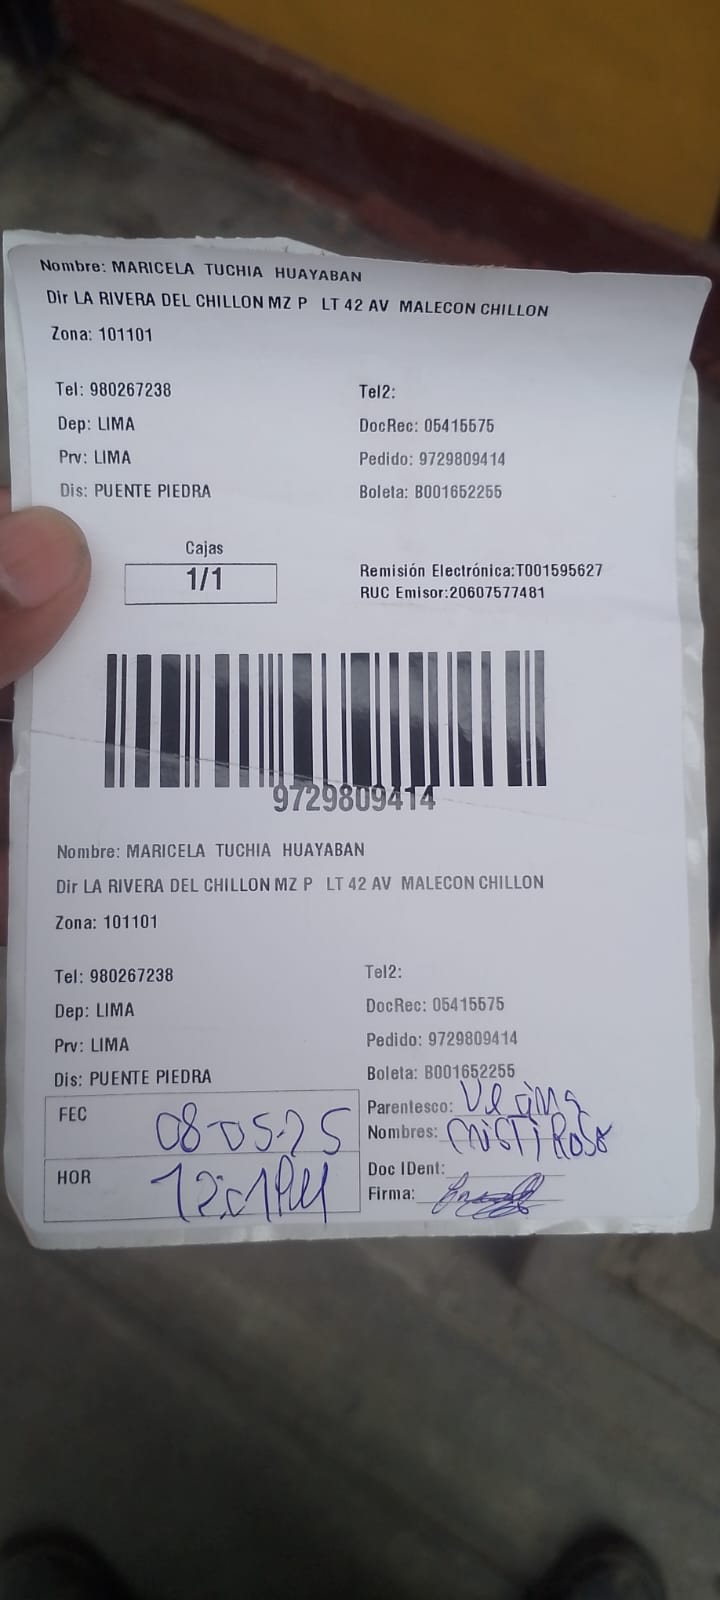 Nombre: MARICELA TUCHIA HUAYABAN
Dir LA RIVERA DEL CHILLON MZ P LT 42 AV MALECON CHILLON
Zona: 101101
Tel: 980267238 Tel2:
Dep: LIMA DocRec: 05415575
Prv: LIMA Pedido: 9729809414
Dis: PUENTE PIEDRA Boleta: B001652255
Cajas
1/1
Remisión Electrónica:T001595627
RUC Emisor:20607577481
9729809414
Nombre: MARICELA TUCHIA HUAYABAN
Dir LA RIVERA DEL CHILLON MZ P LT 42 AV MALECON CHILLON
Zona: 101101
Tel: 980267238 Tel2:
Dep: LIMA DocRec: 05415575
Prv: LIMA Pedido: 9729809414
Dis: PUENTE PIEDRA Boleta: B001652255
FEC 08-05-25
Parentesco: Vecina
Nombres: MISTI ROSA
HOR
Doc IDent:
Firma: